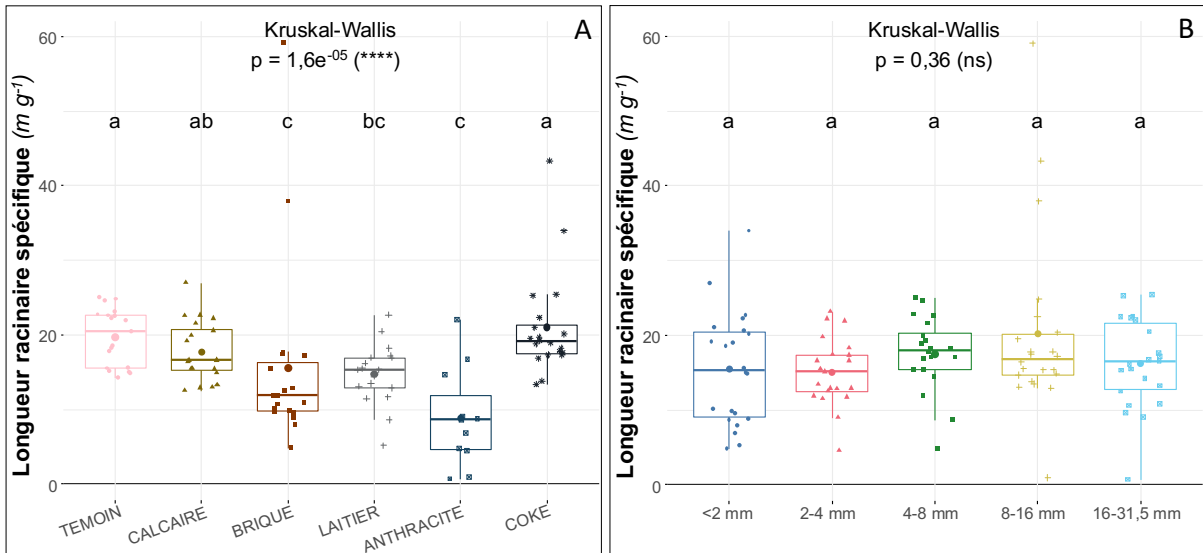 Kruskal-Wallis
A
p = 1,6e-05 (****)
Longueur racinaire spécifique (m g-1)
60
40
20
0
a
ab
c
bc
c
a
TEMOIN
CALCAIRE
BRIQUE
LAITIER
ANTHRACITE
COKE
Kruskal-Wallis
B
p = 0,36 (ns)
Longueur racinaire spécifique (m g-1)
60
40
20
0
a
a
a
a
a
<2 mm
2-4 mm
4-8 mm
8-16 mm
16-31,5 mm